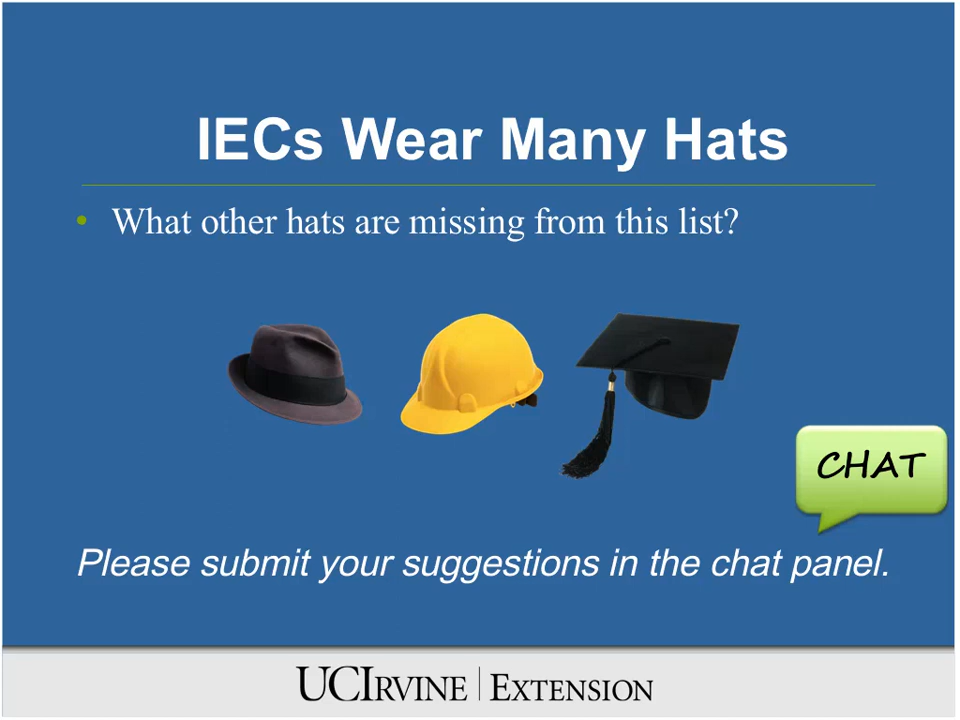 IECs Wear Many Hats
• What other hats are missing from this list?
CHAT
Please submit your suggestions in the chat panel.
UCIRVINE | EXTENSION